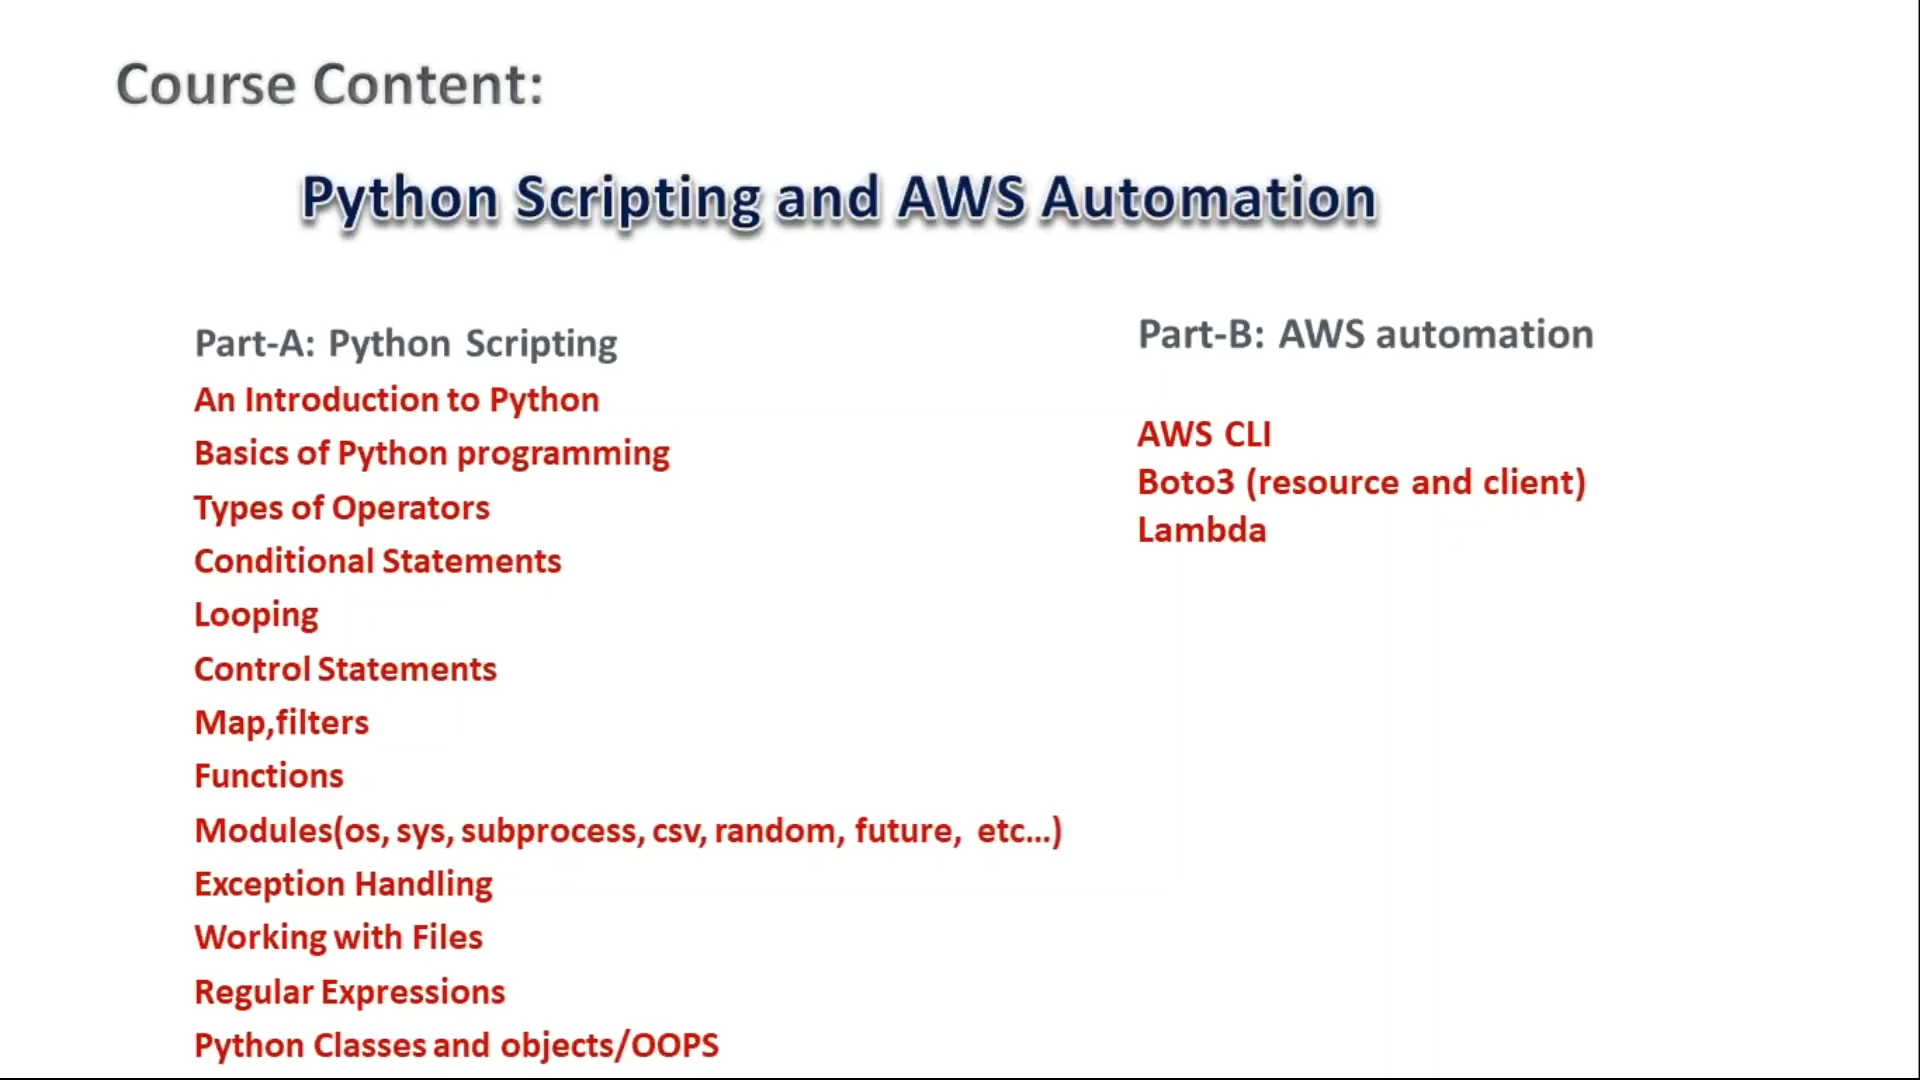 Course Content:
Python Scripting and AWS Automation
Part-A: Python Scripting
An Introduction to Python
Basics of Python programming
Types of Operators
Conditional Statements
Looping
Control Statements
Map,filters
Functions
Modules(os, sys, subprocess, csv, random, future, etc...)
Exception Handling
Working with Files
Regular Expressions
Python Classes and objects/OOPS
Part-B: AWS automation
AWS CLI
Boto3 (resource and client)
Lambda